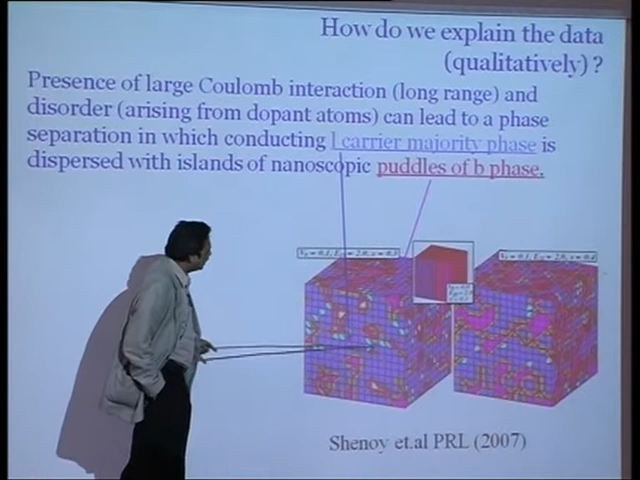 How do we explain the data
(qualitatively) ?
Presence of large Coulomb interaction (long range) and
disorder (arising from dopant atoms) can lead to a phase
separation in which conducting l carrier majority phase is
dispersed with islands of nanoscopic puddles of b phase.
Shenoy et.al PRL (2007)